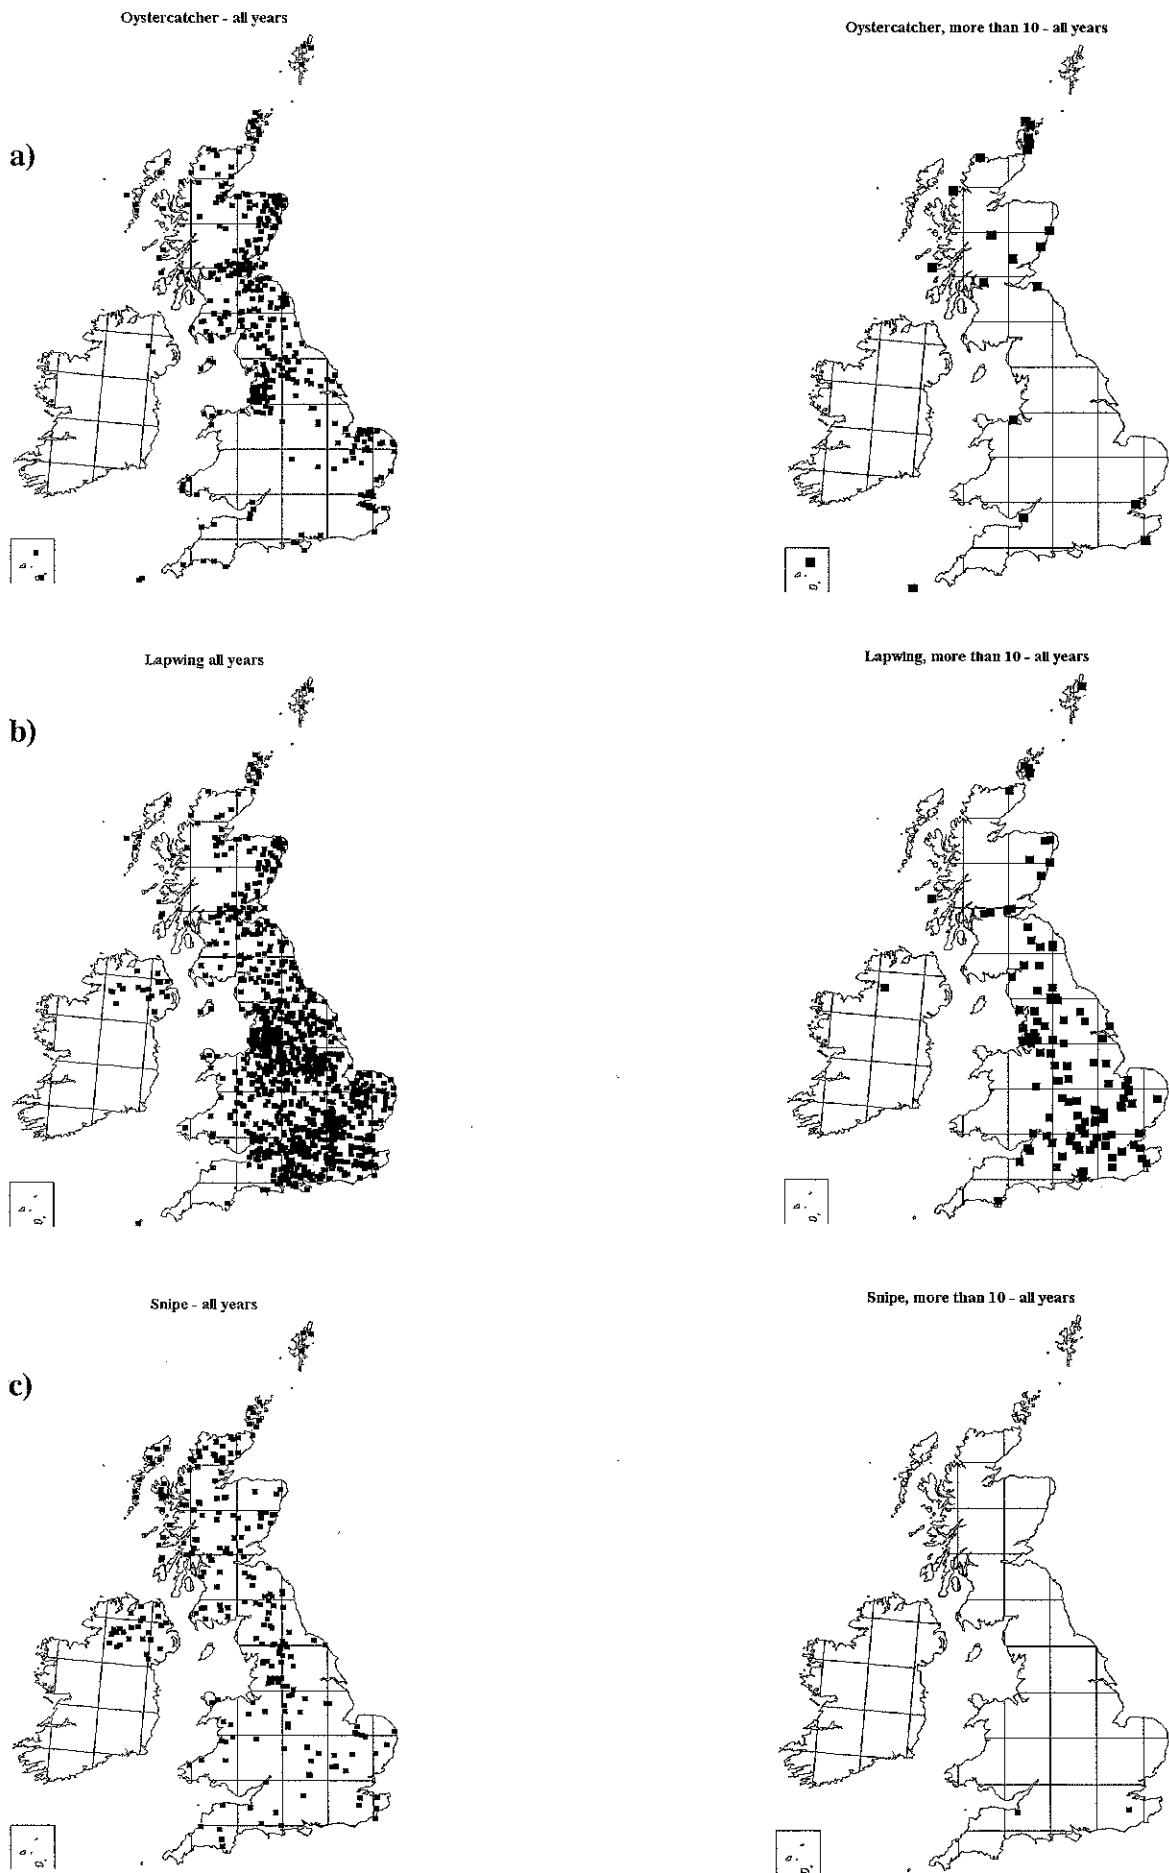 Oystercatcher - all years
Oystercatcher, more than 10 - all years
a)
Lapwing all years
Lapwing, more than 10 - all years
b)
Snipe - all years
Snipe, more than 10 - all years
c)